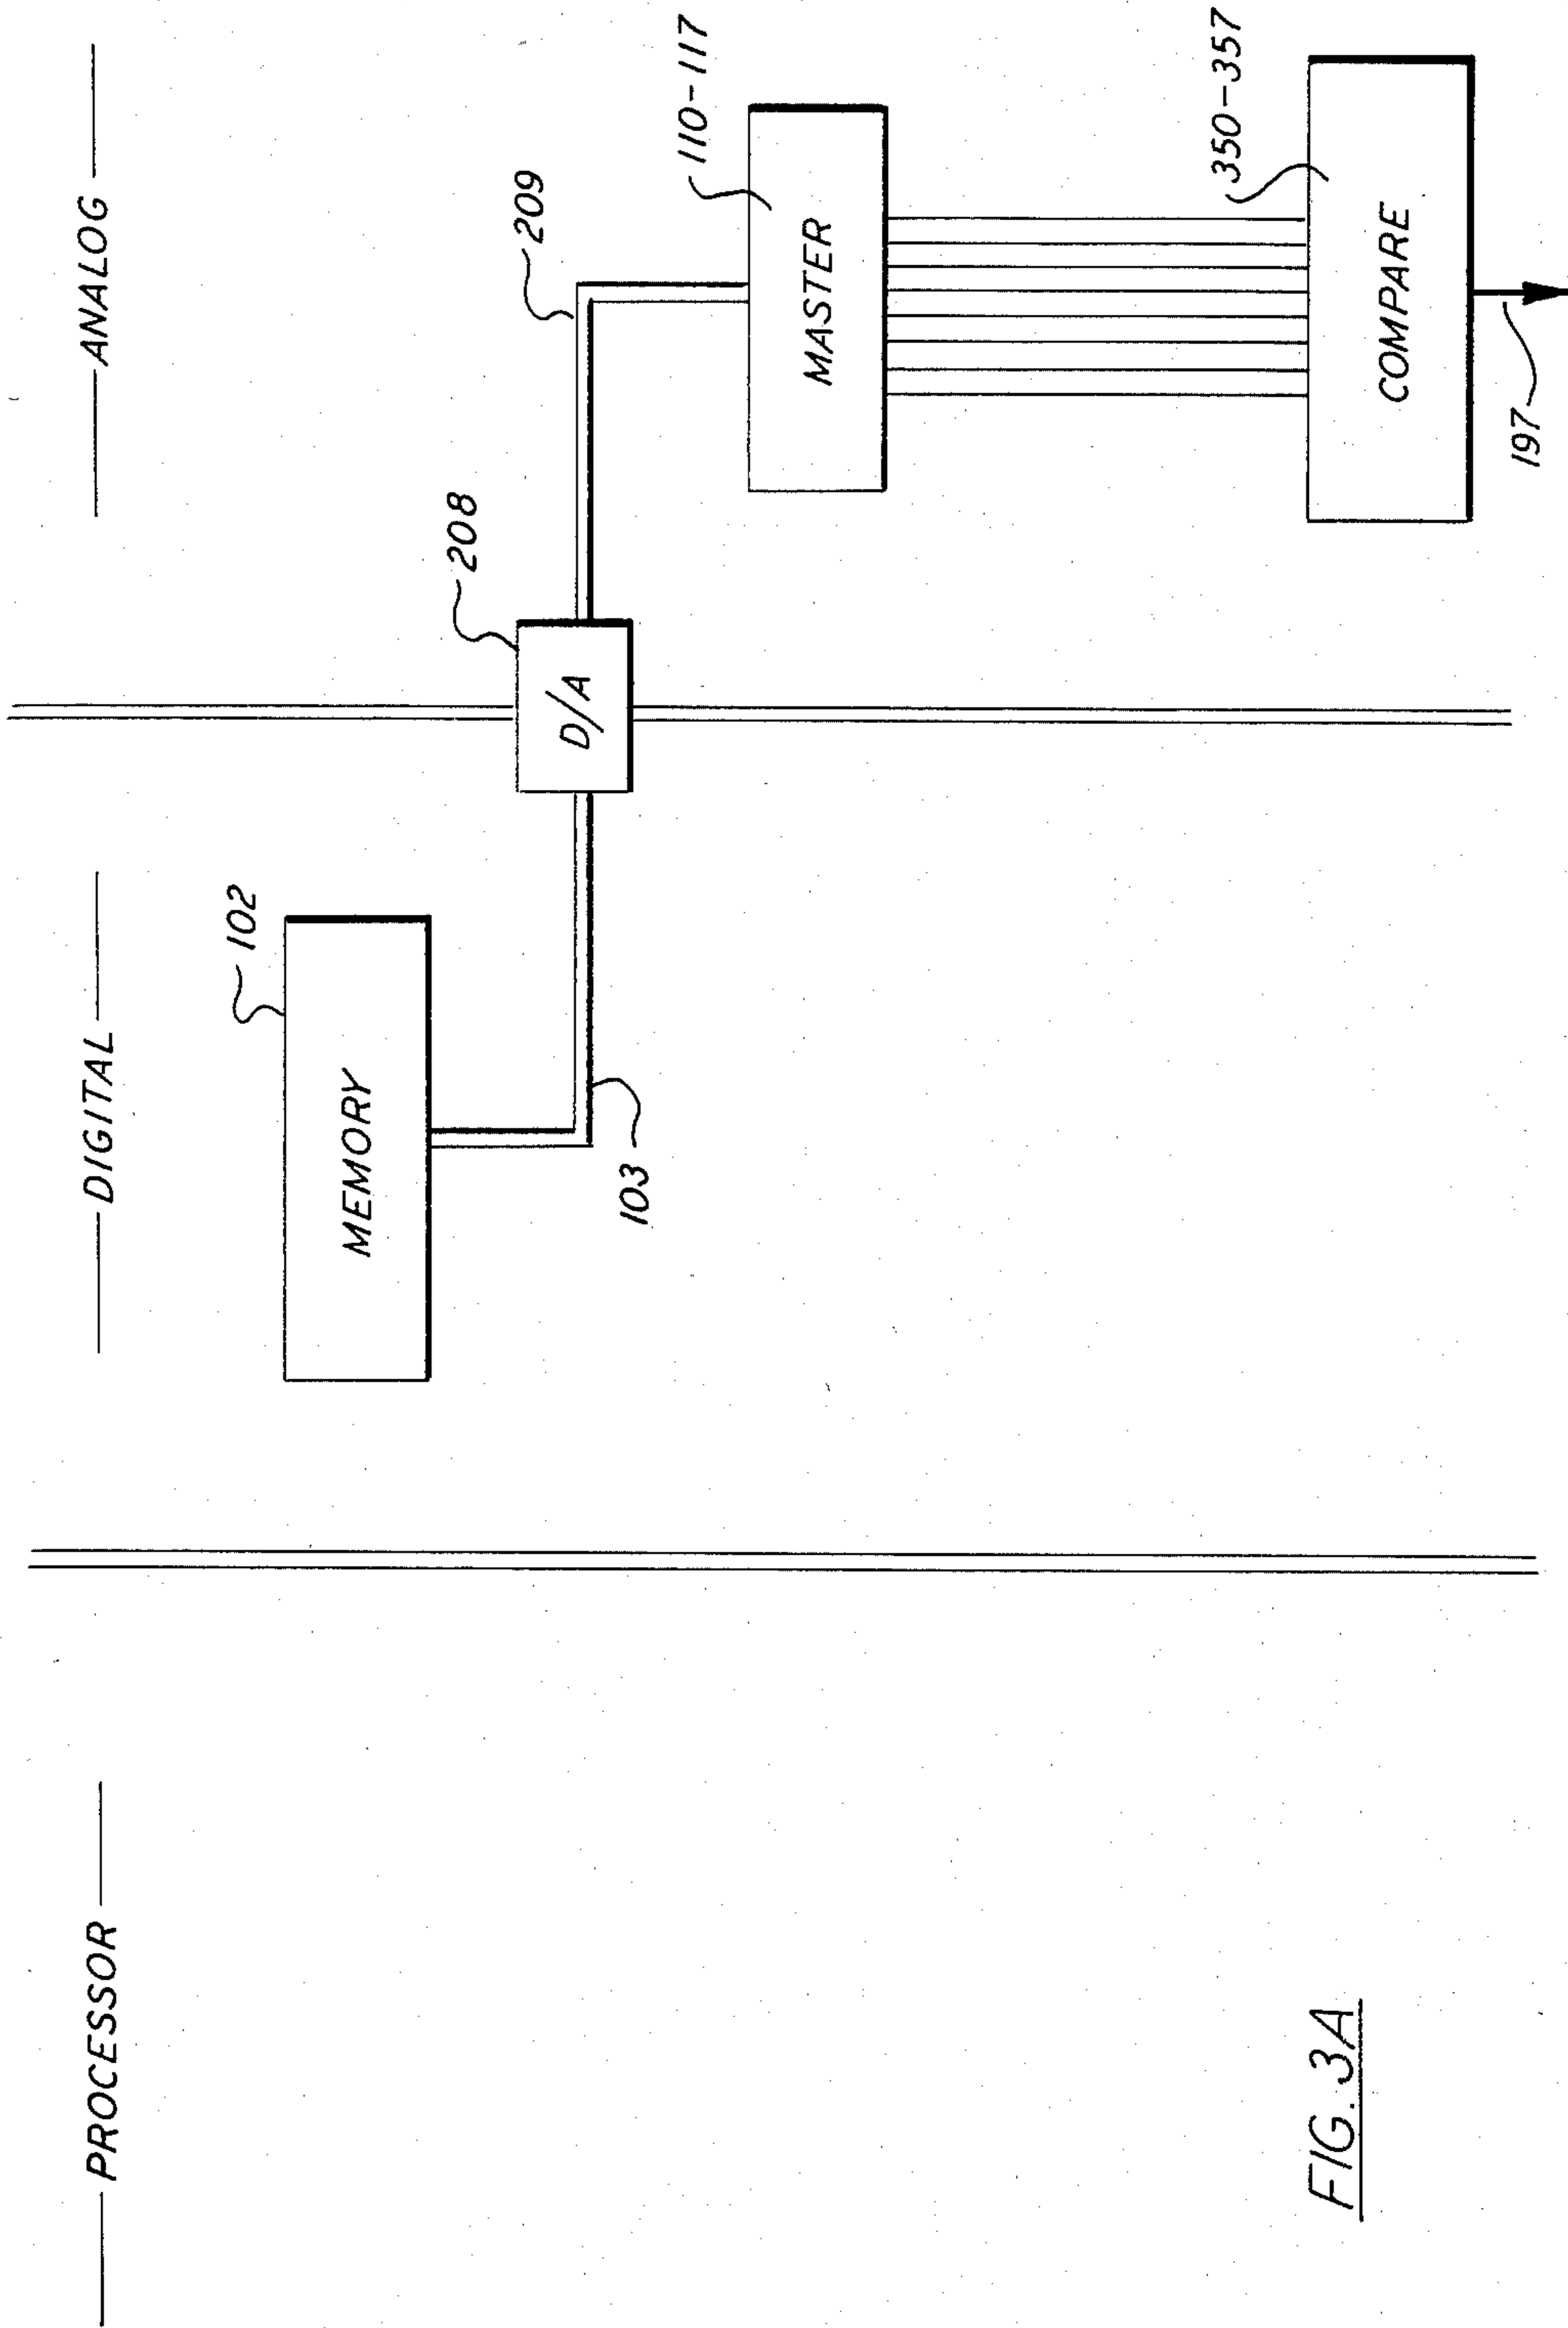 PROCESSOR
DIGITAL
ANALOG
102
MEMORY
103
208
D/A
209
110-117
MASTER
350-357
COMPARE
197
FIG. 3A